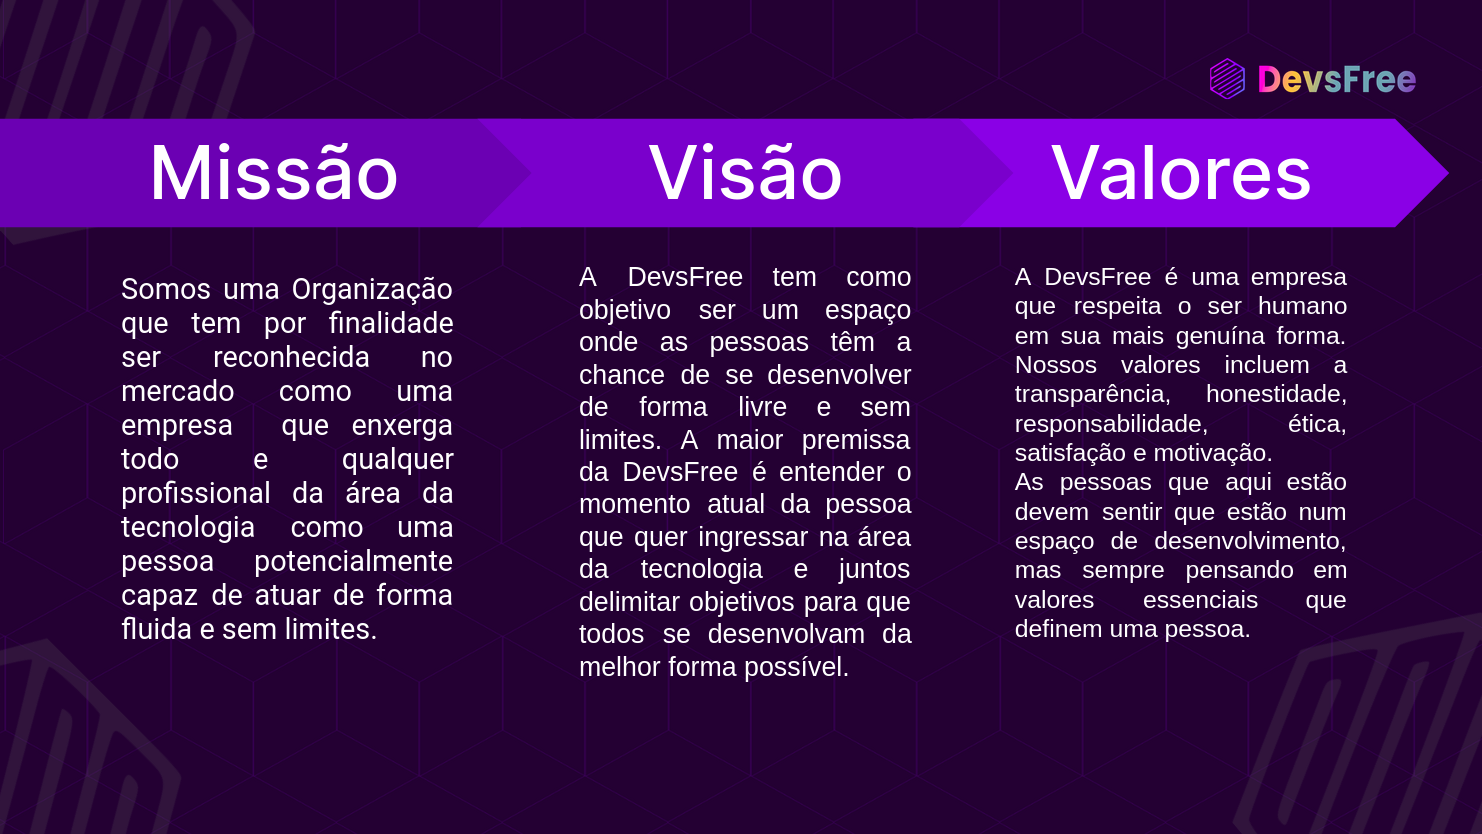 DevsFree
Missão
Visão
Valores
Somos uma Organização
que tem por finalidade
ser reconhecida no
mercado como uma
empresa que enxerga
todo e qualquer
profissional da área da
tecnologia como uma
pessoa potencialmente
capaz de atuar de forma
fluida e sem limites.
A DevsFree tem como
objetivo ser um espaço
onde as pessoas têm a
chance de se desenvolver
de forma livre e sem
limites. A maior premissa
da DevsFree é entender o
momento atual da pessoa
que quer ingressar na área
da tecnologia e juntos
delimitar objetivos para que
todos se desenvolvam da
melhor forma possível.
A DevsFree é uma empresa
que respeita o ser humano
em sua mais genuína forma.
Nossos valores incluem a
transparência, honestidade,
responsabilidade, ética,
satisfação e motivação.
As pessoas que aqui estão
devem sentir que estão num
espaço de desenvolvimento,
mas sempre pensando em
valores essenciais que
definem uma pessoa.